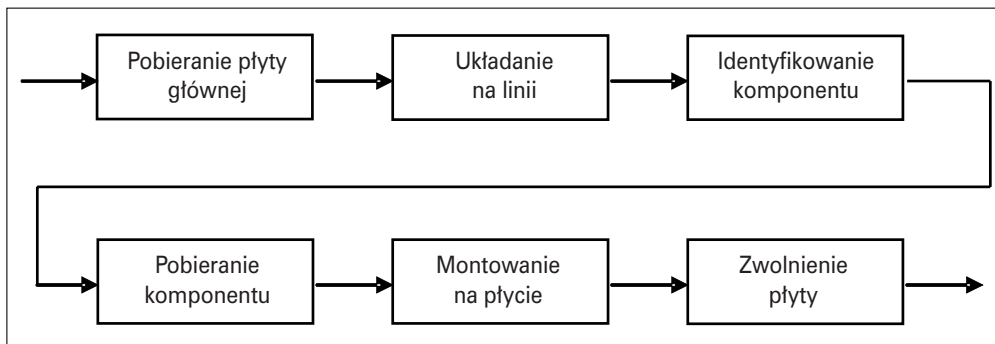 Pobieranie płyty
głównej
Układanie
na linii
Identyfikowanie
komponentu
Pobieranie
komponentu
Montowanie
na płycie
Zwolnienie
płyty